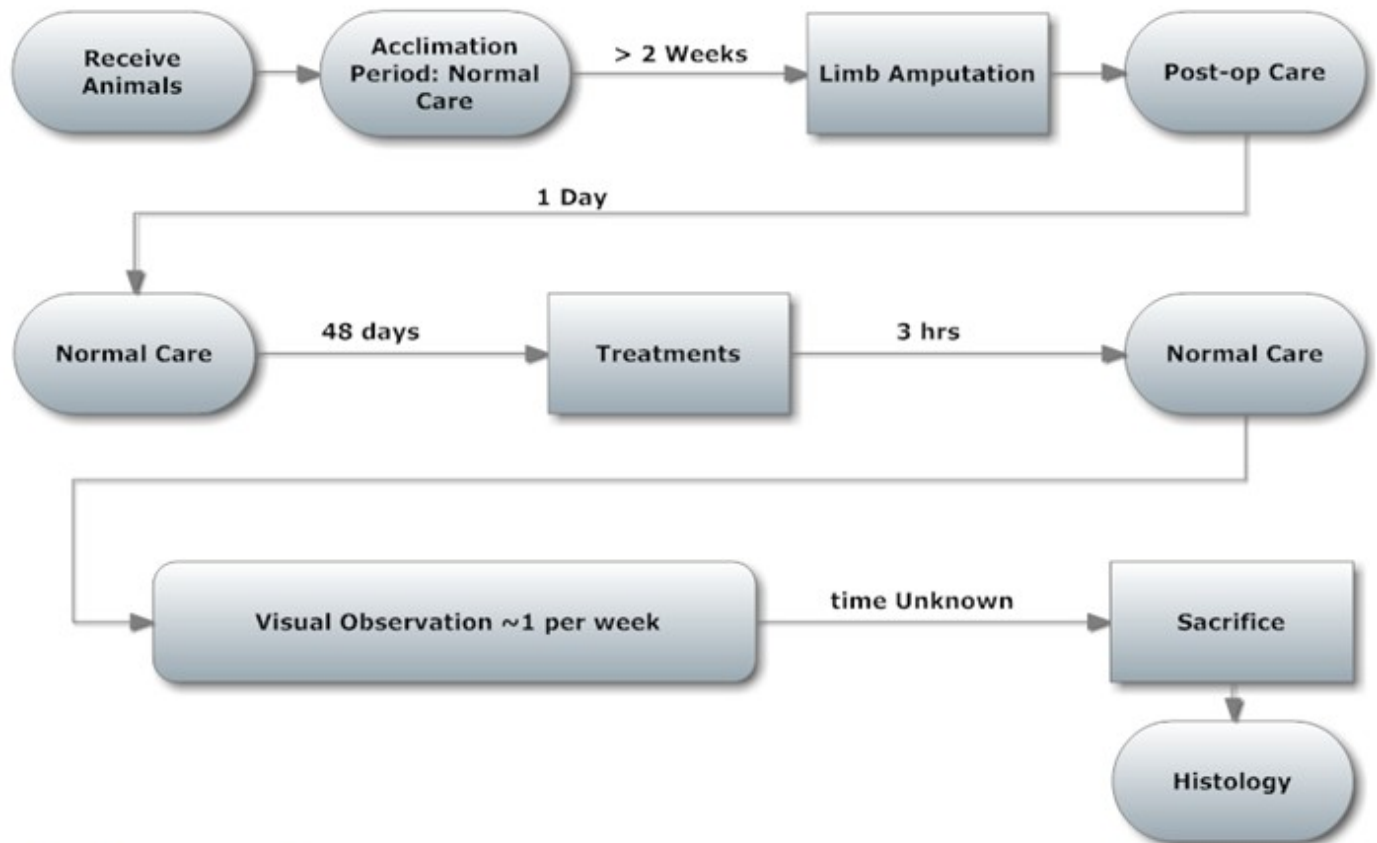 Receive
Animals
Acclimation
Period: Normal
Care
> 2 Weeks
Limb Amputation
Post-op Care
1 Day
Normal Care
48 days
Treatments
3 hrs
Normal Care
Visual Observation ~1 per week
time Unknown
Sacrifice
Histology